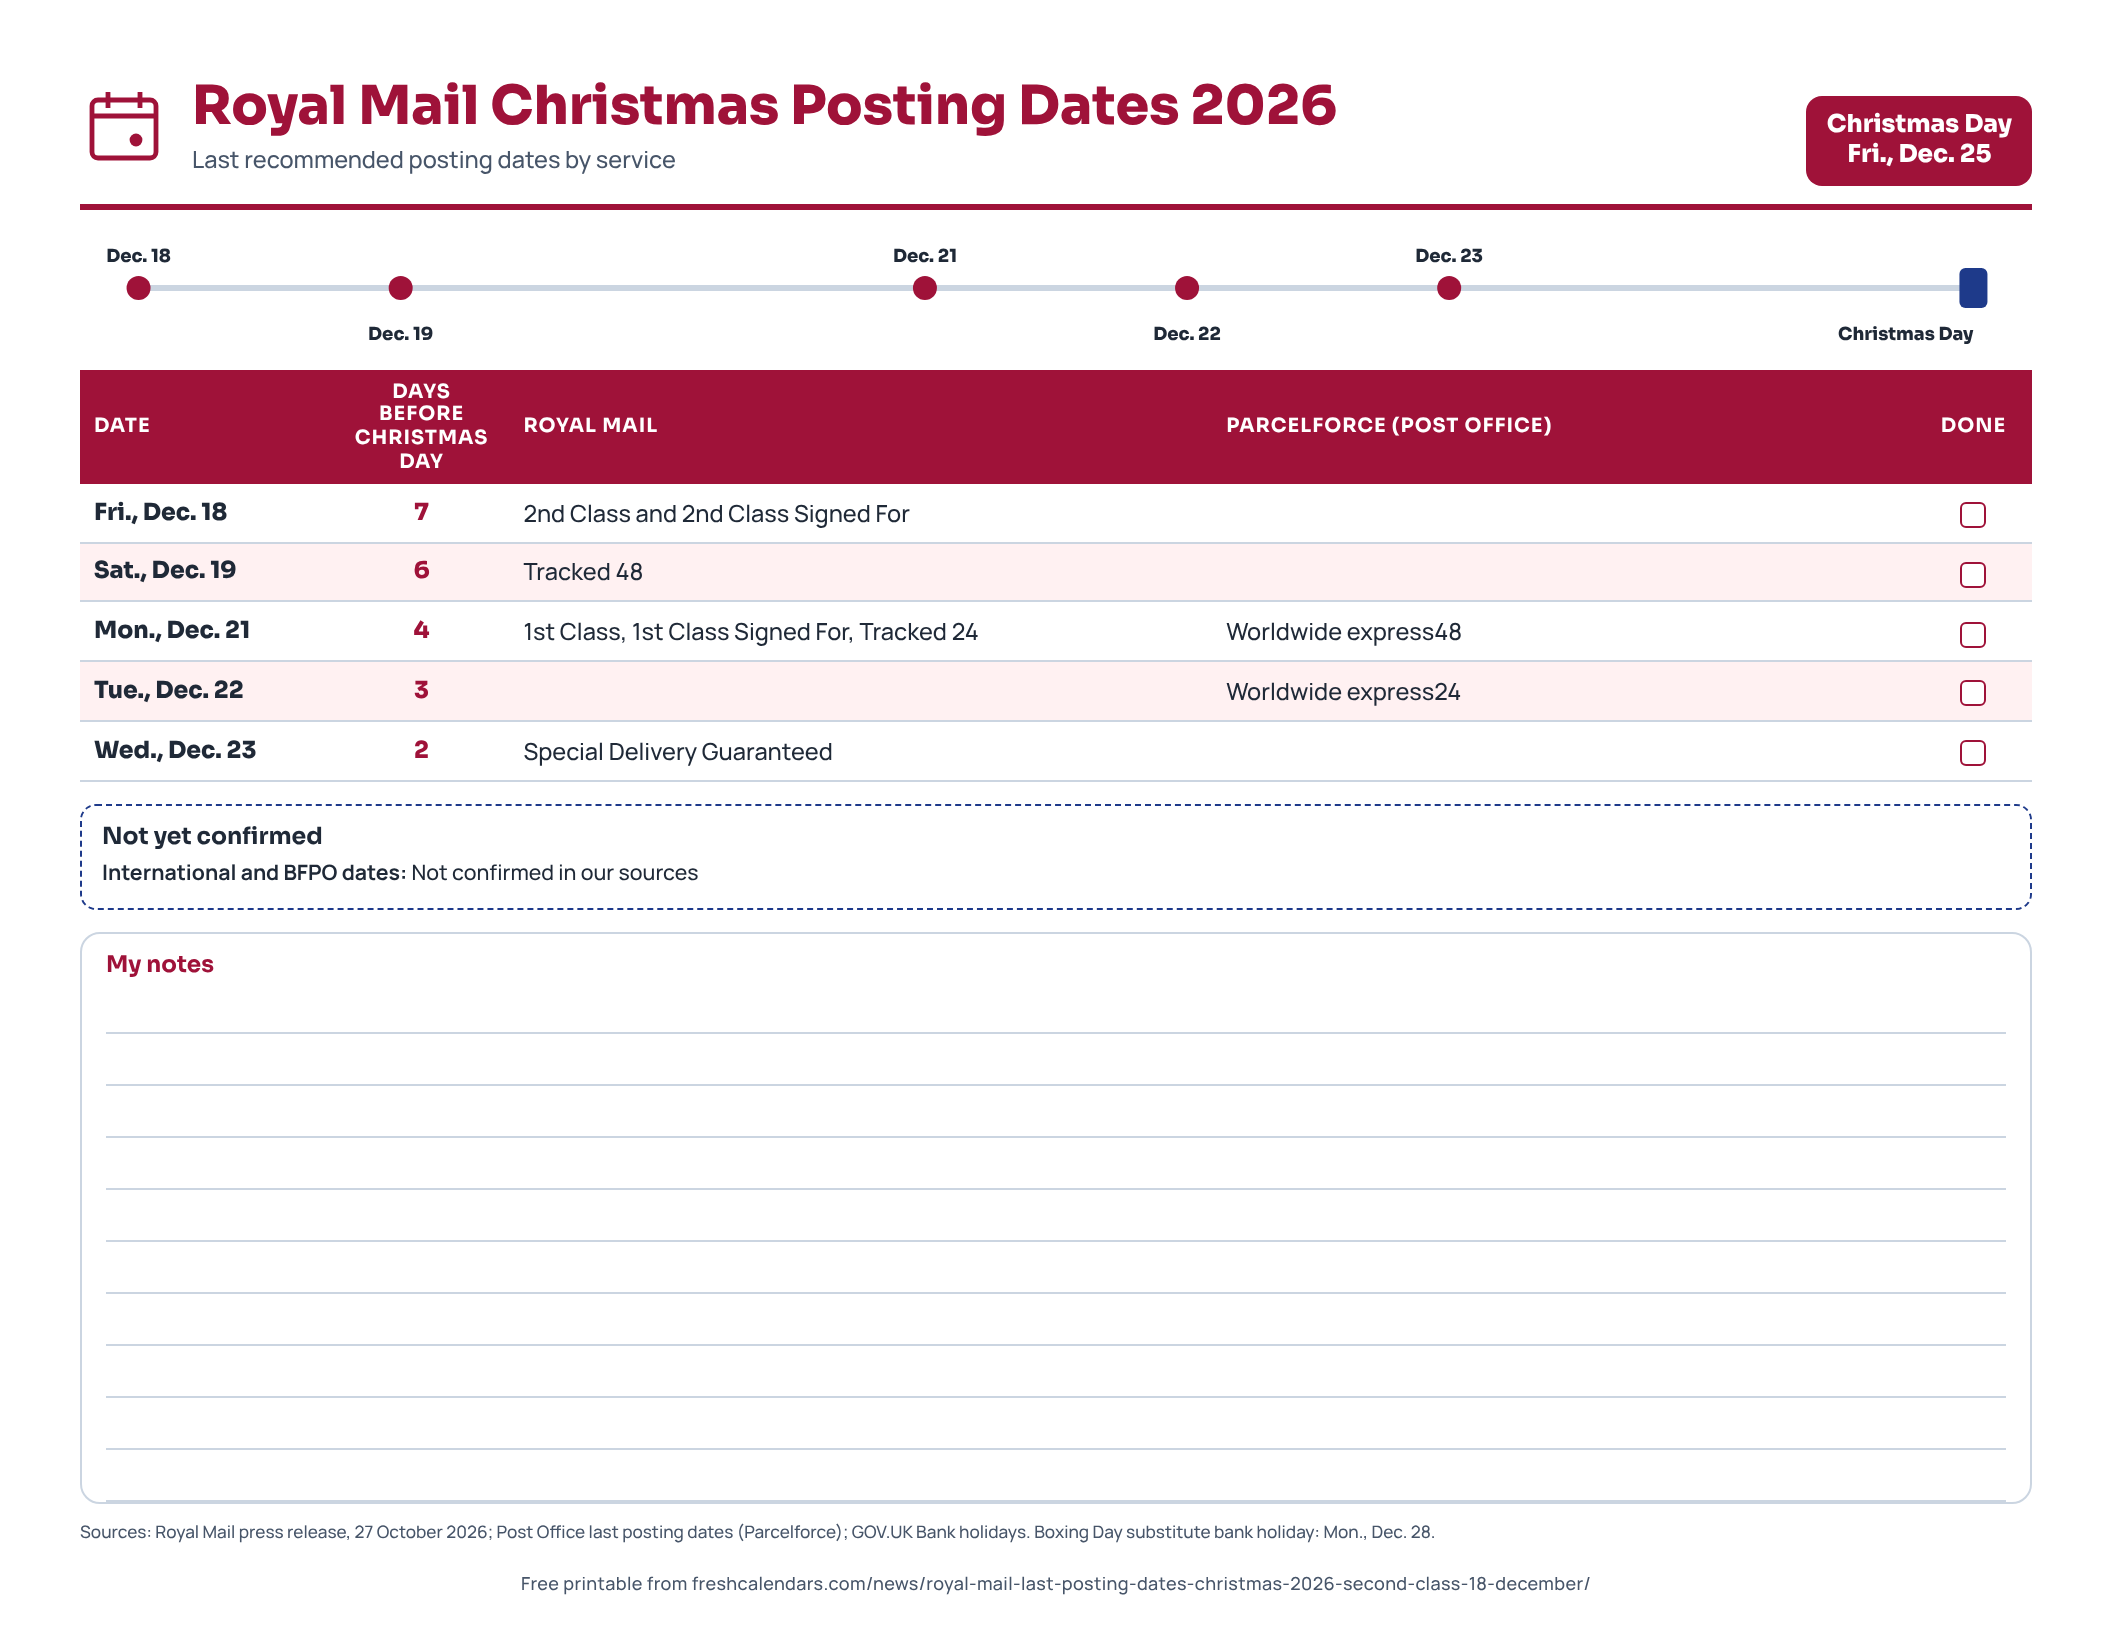 Royal Mail Christmas Posting Dates 2026
Last recommended posting dates by service
Christmas Day
Fri., Dec. 25
Dec. 18
Dec. 21
Dec. 23
Dec. 19
Dec. 22
Christmas Day
DATE
DAYS
BEFORE
CHRISTMAS
DAY
ROYAL MAIL
PARCELFORCE (POST OFFICE)
DONE
Fri., Dec. 18 7 2nd Class and 2nd Class Signed For
Sat., Dec. 19 6 Tracked 48
Mon., Dec. 21 4 1st Class, 1st Class Signed For, Tracked 24 Worldwide express48
Tue., Dec. 22 3 Worldwide express24
Wed., Dec. 23 2 Special Delivery Guaranteed
Not yet confirmed
International and BFPO dates: Not confirmed in our sources
My notes
Sources: Royal Mail press release, 27 October 2026; Post Office last posting dates (Parcelforce); GOV.UK Bank holidays. Boxing Day substitute bank holiday: Mon., Dec. 28.
Free printable from freshcalendars.com/news/royal-mail-last-posting-dates-christmas-2026-second-class-18-december/